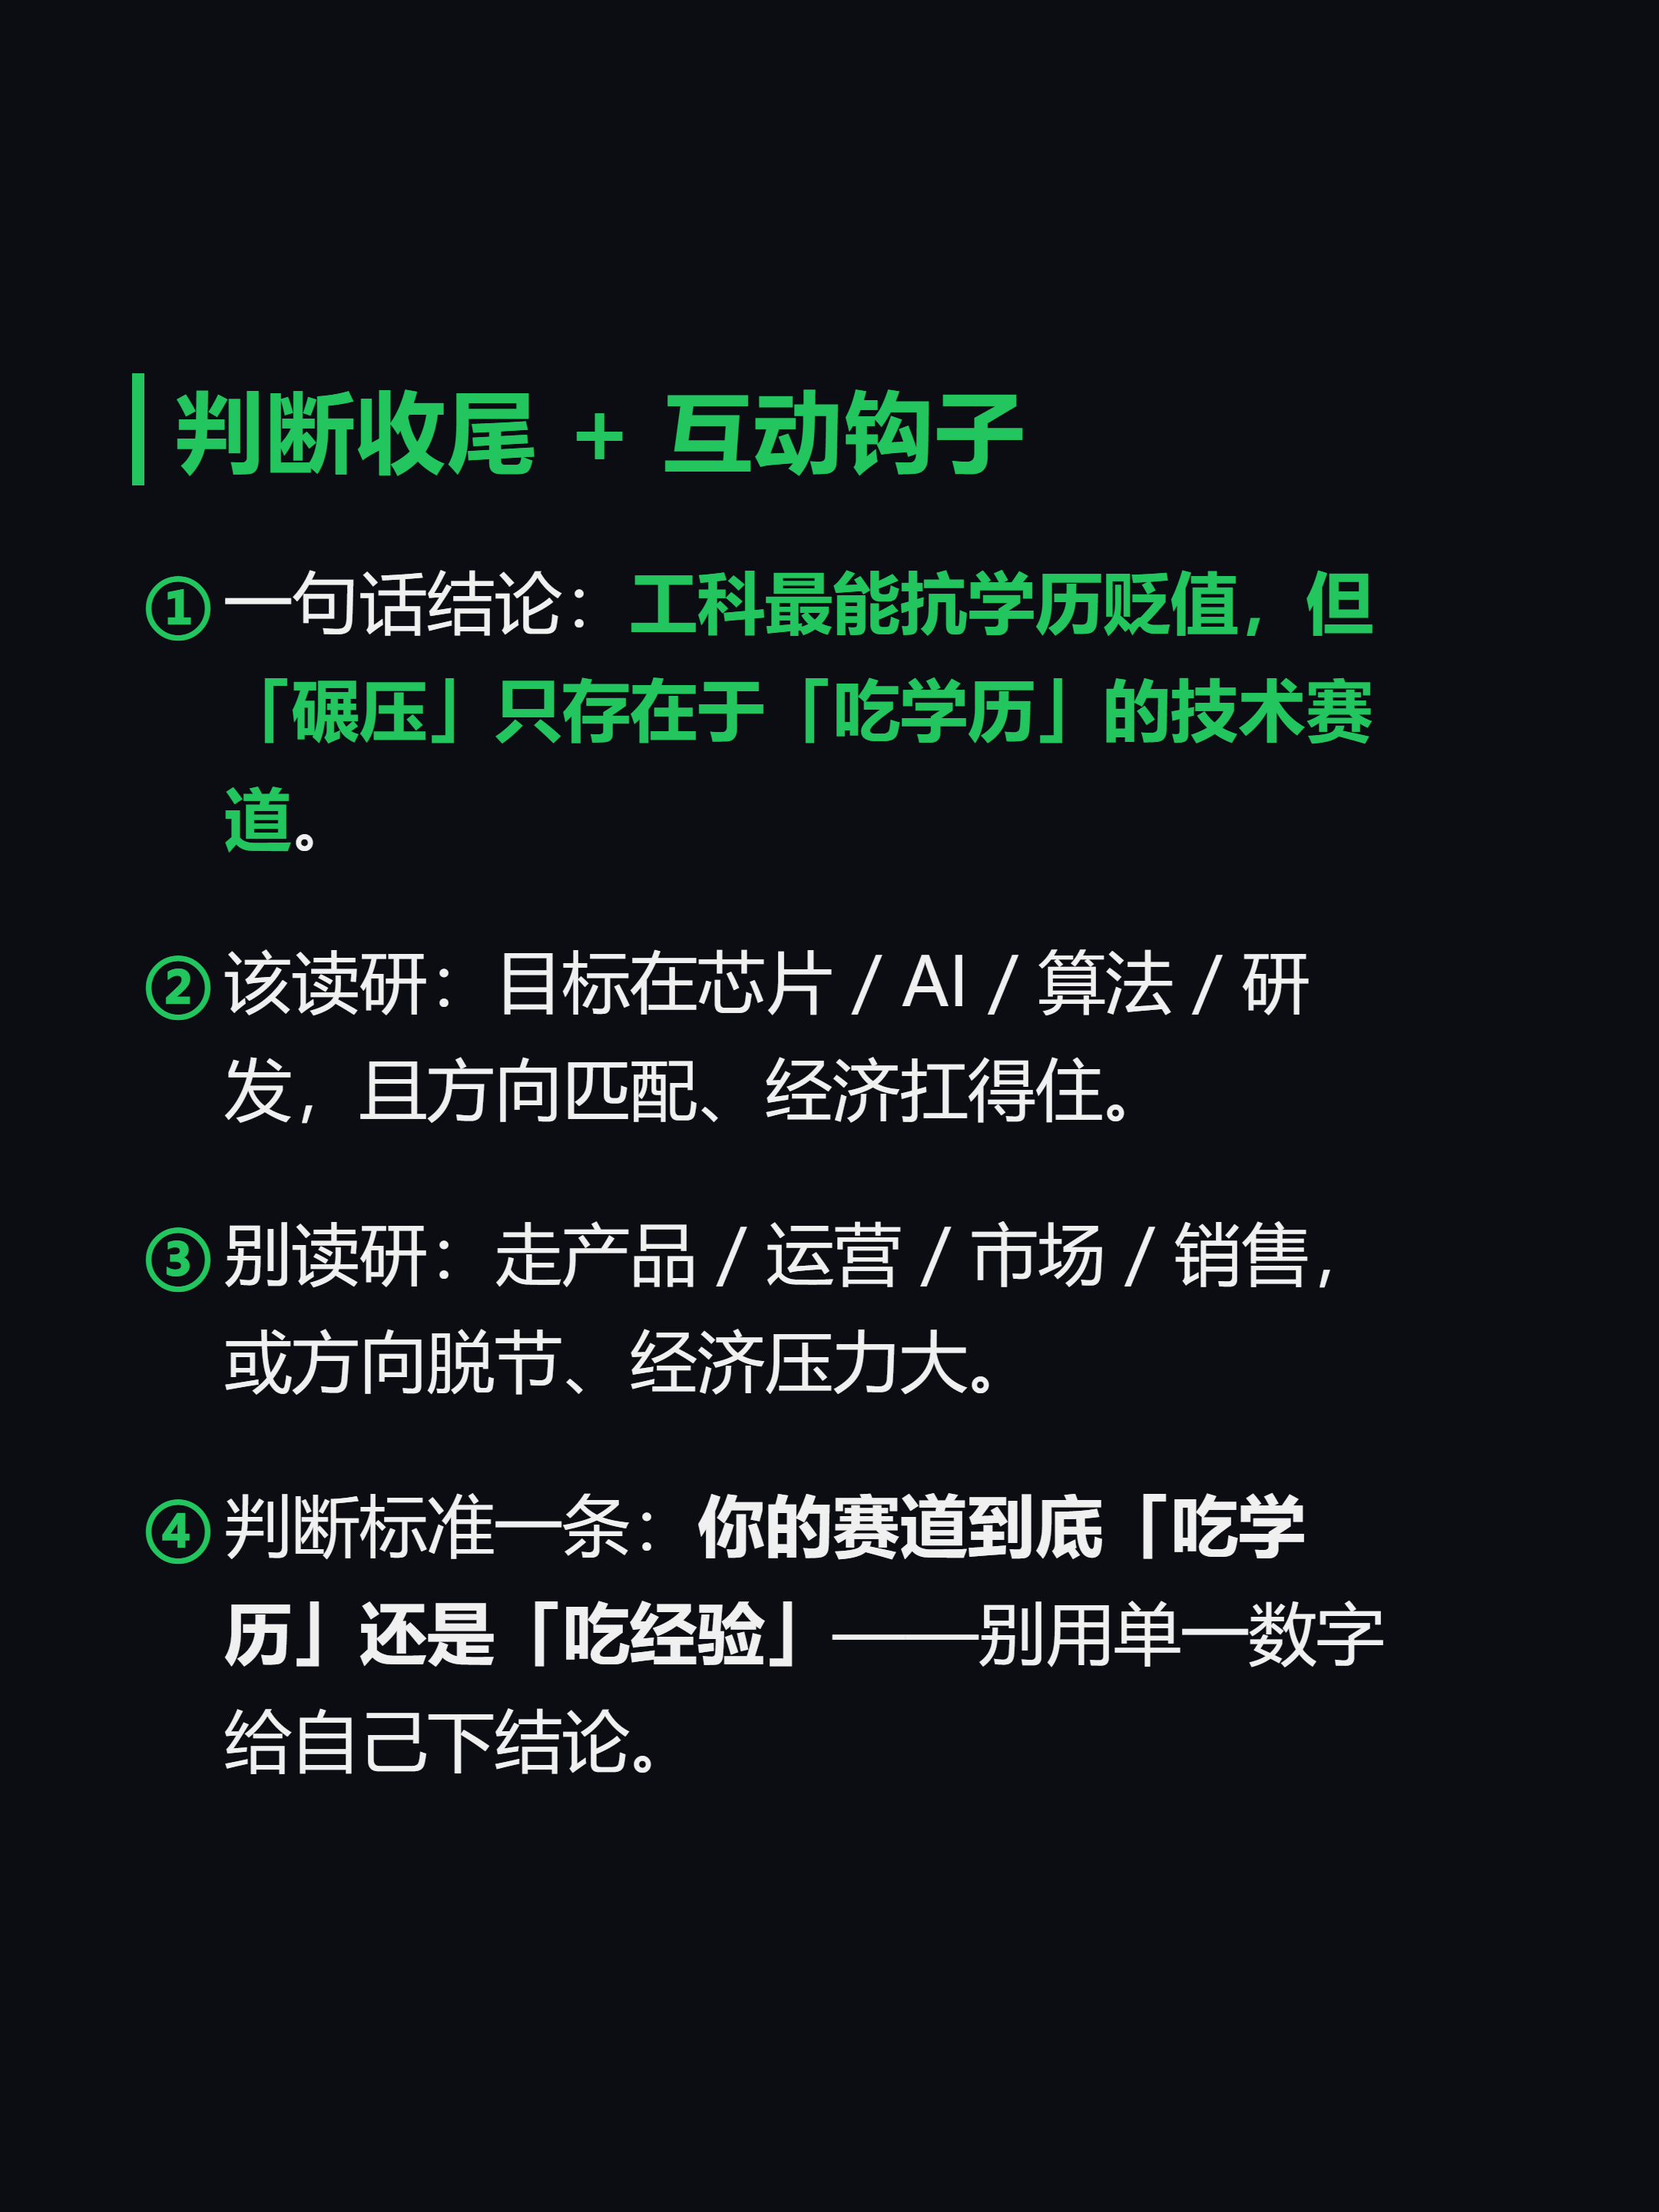 判断收尾 + 互动钩子
① 一句话结论：工科最能抗学历贬值，但
「碾压」只存在于「吃学历」的技术赛
道。
② 该读研：目标在芯片 / AI / 算法 / 研
发，且方向匹配、经济扛得住。
③ 别读研：走产品 / 运营 / 市场 / 销售，
或方向脱节、经济压力大。
④ 判断标准一条：你的赛道到底「吃学
历」还是「吃经验」——别用单一数字
给自己下结论。